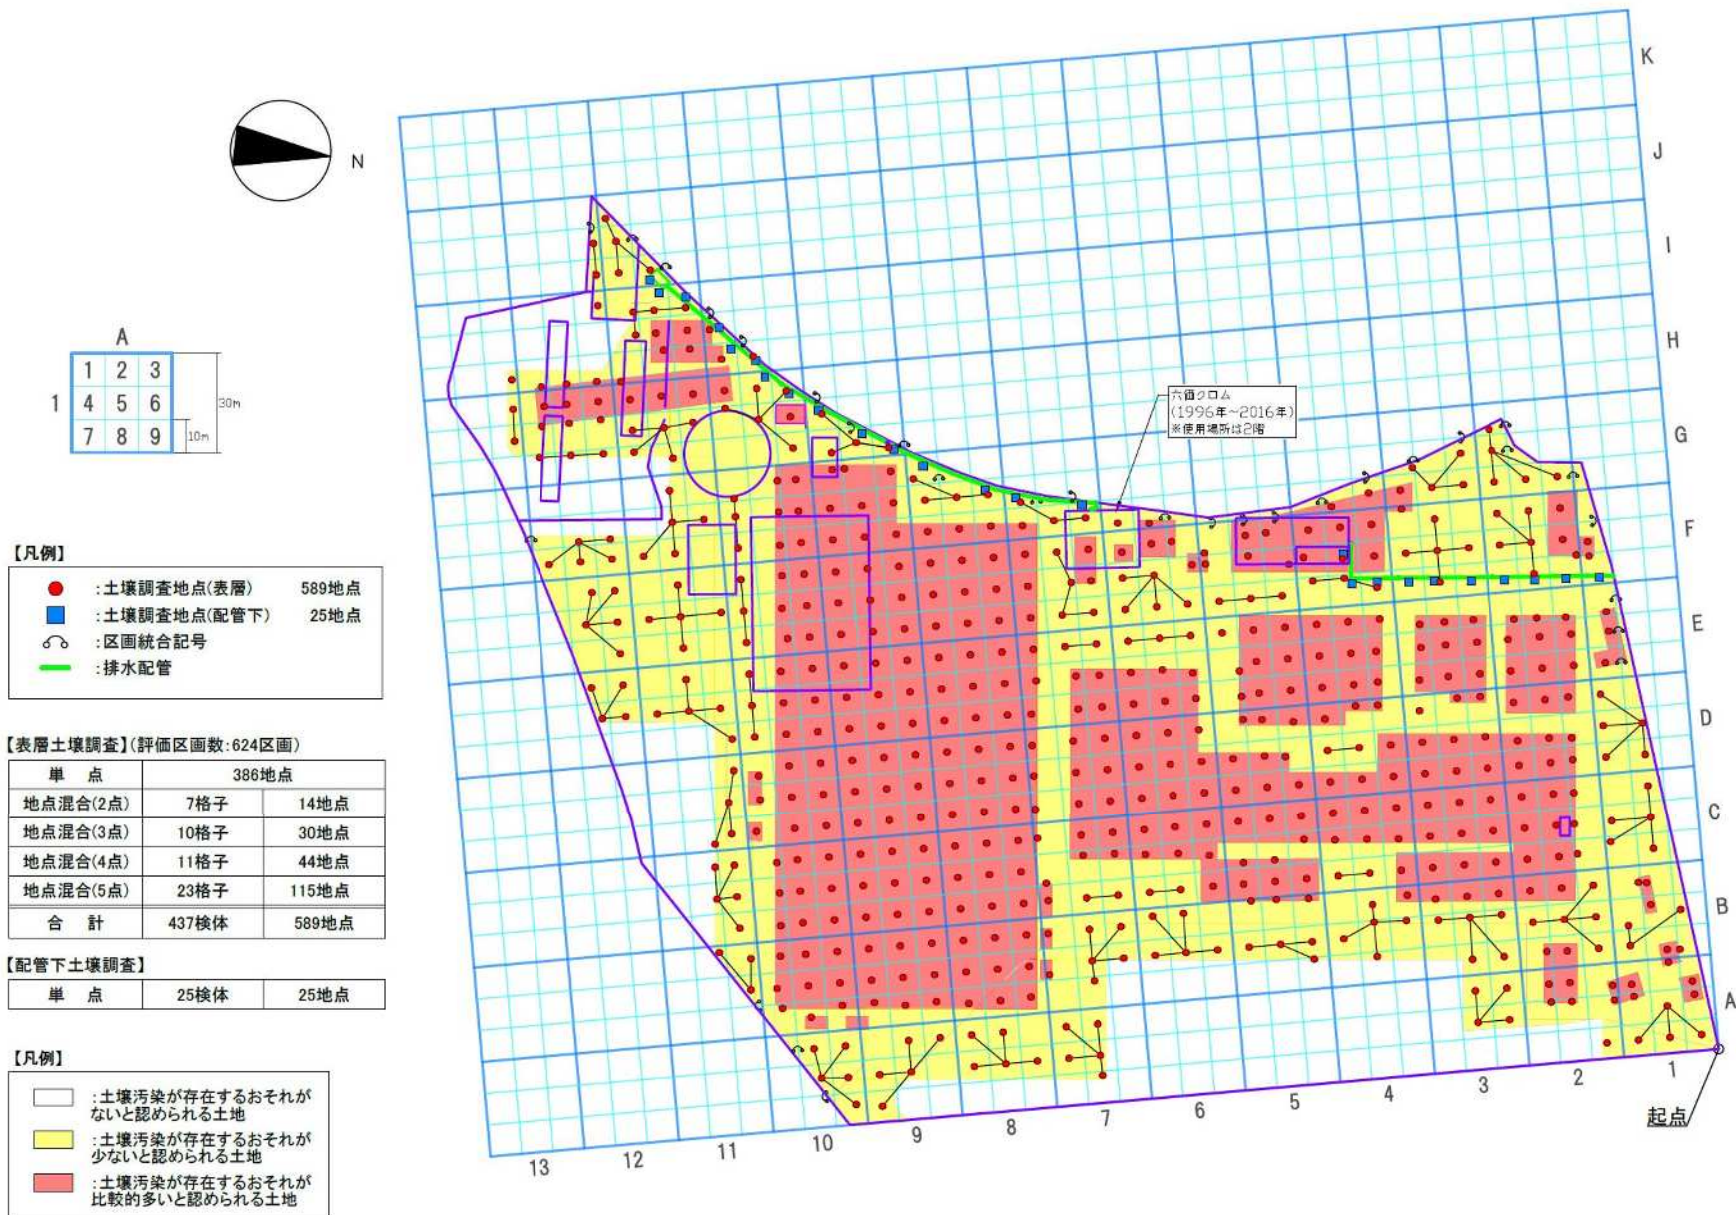 N
K
J
I
H
G
F
E
D
C
B
A
六価クロム
(1996年～2016年)
※使用場所は2階
A
1
1 2 3
4 5 6
7 8 9
30m
10m
【凡例】
:土壌調査地点(表層) 589地点
:土壌調査地点(配管下) 25地点
:区画統合記号
:排水配管
【表層土壌調査】(評価区画数:624区画)
単 点 386地点
地点混合(2点) 7格子 14地点
地点混合(3点) 10格子 30地点
地点混合(4点) 11格子 44地点
地点混合(5点) 23格子 115地点
合 計 437検体 589地点
【配管下土壌調査】
単 点 25検体 25地点
【凡例】
:土壌汚染が存在するおそれが
ないと認められる土地
:土壌汚染が存在するおそれが
少ないと認められる土地
:土壌汚染が存在するおそれが
比較的多いと認められる土地
13 12 11 10 9 8 7 6 5 4 3 2 1
起点